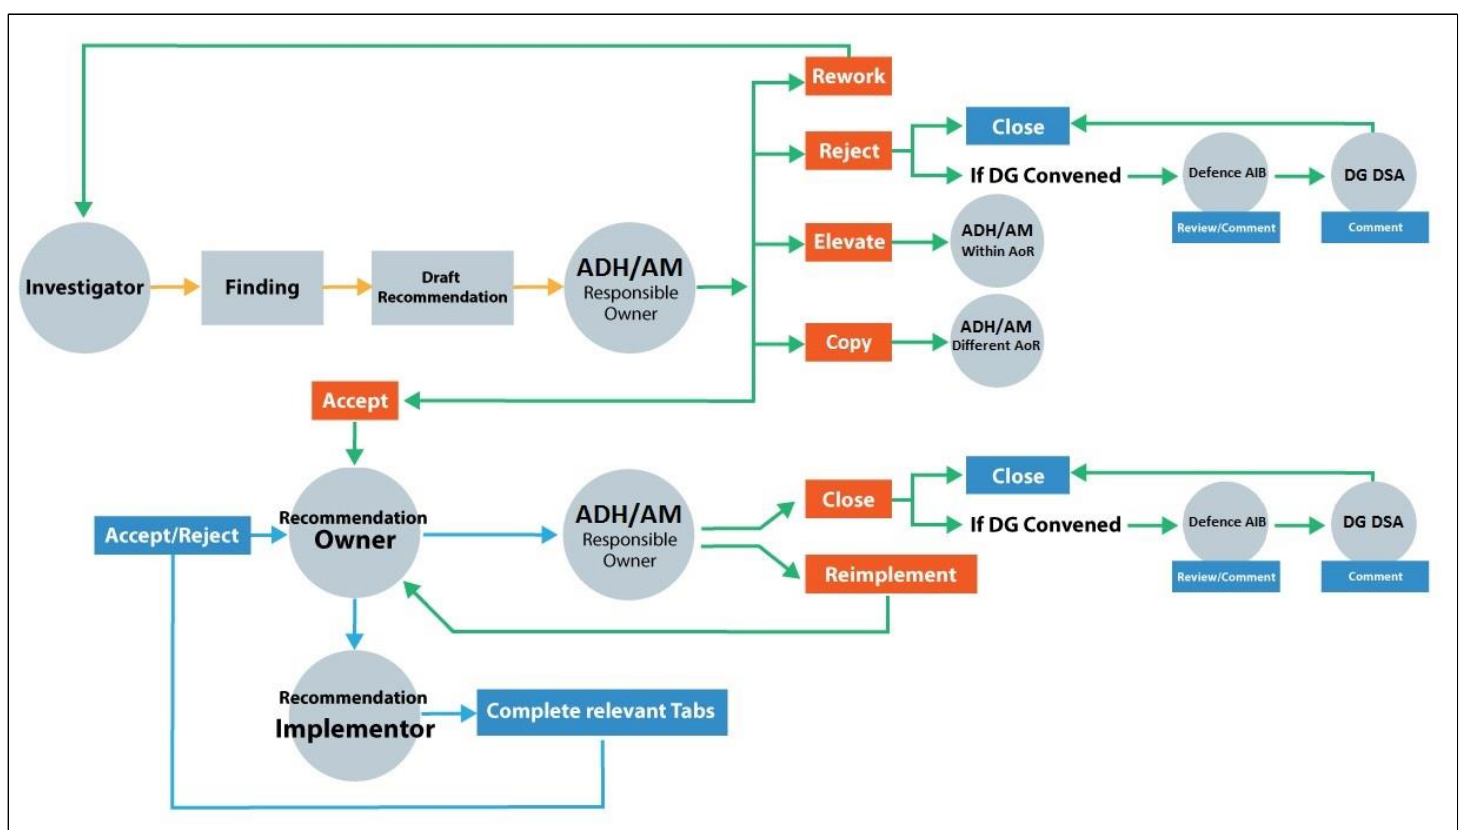 Rework
Reject
Close
If DG Convened
Defence AIB
Review/Comment
DG DSA
Comment
Elevate
ADH/AM
Within AoR
Investigator
Finding
Draft
Recommendation
ADH/AM
Responsible
Owner
Copy
ADH/AM
Different AoR
Accept
Accept/Reject
Recommendation
Owner
ADH/AM
Responsible
Owner
Close
Close
If DG Convened
Defence AIB
Review/Comment
DG DSA
Comment
Reimplement
Recommendation
Implementor
Complete relevant Tabs